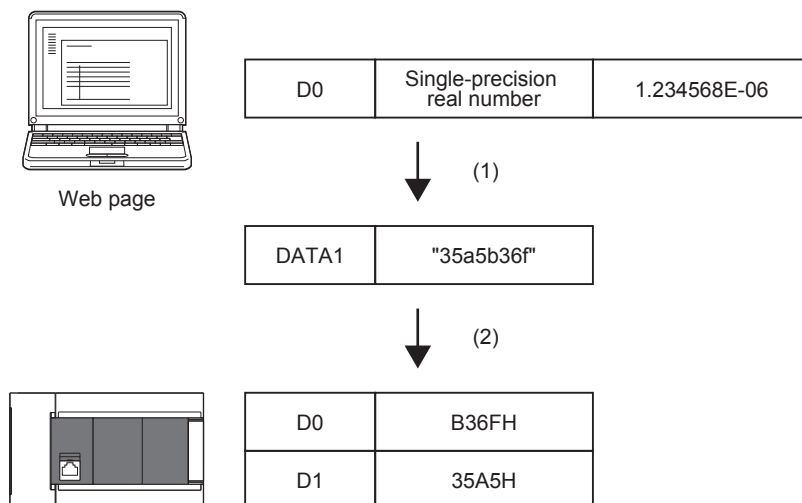 D0
Single-precision
real number
1.234568E-06
(1)
Web page
DATA1
"35a5b36f"
(2)
D0
B36FH
D1
35A5H